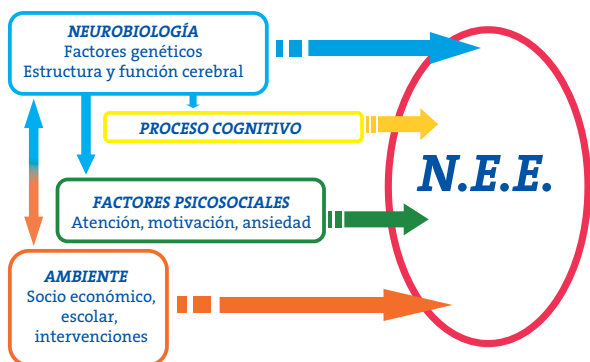 NEUROBIOLOGÍA
Factores genéticos
Estructura y función cerebral
PROCESO COGNITIVO
FACTORES PSICOSOCIALES
Atención, motivación, ansiedad
AMBIENTE
Socio económico,
escolar,
intervenciones
N.E.E.